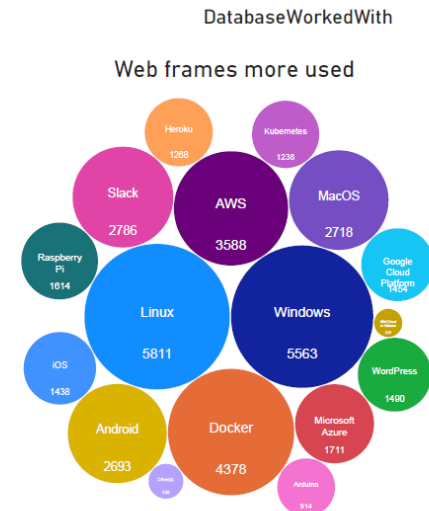 DatabaseWorkedWith
Web frames more used
Heroku
1268
Kubernetes
1238
Slack
2786
AWS
3588
MacOS
2718
Raspberry
Pi
1614
Google
Cloud
Platform
1454
Linux
5811
Windows
5563
iOS
1438
WordPress
1490
Android
2693
Docker
4378
Microsoft
Azure
1711
Arduino
914